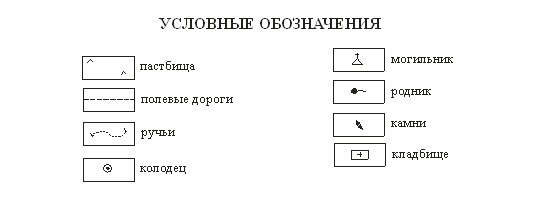 УСЛОВНЫЕ ОБОЗНАЧЕНИЯ
пастбища
полевые дороги
ручьи
колодец
могильник
родник
камни
кладбище